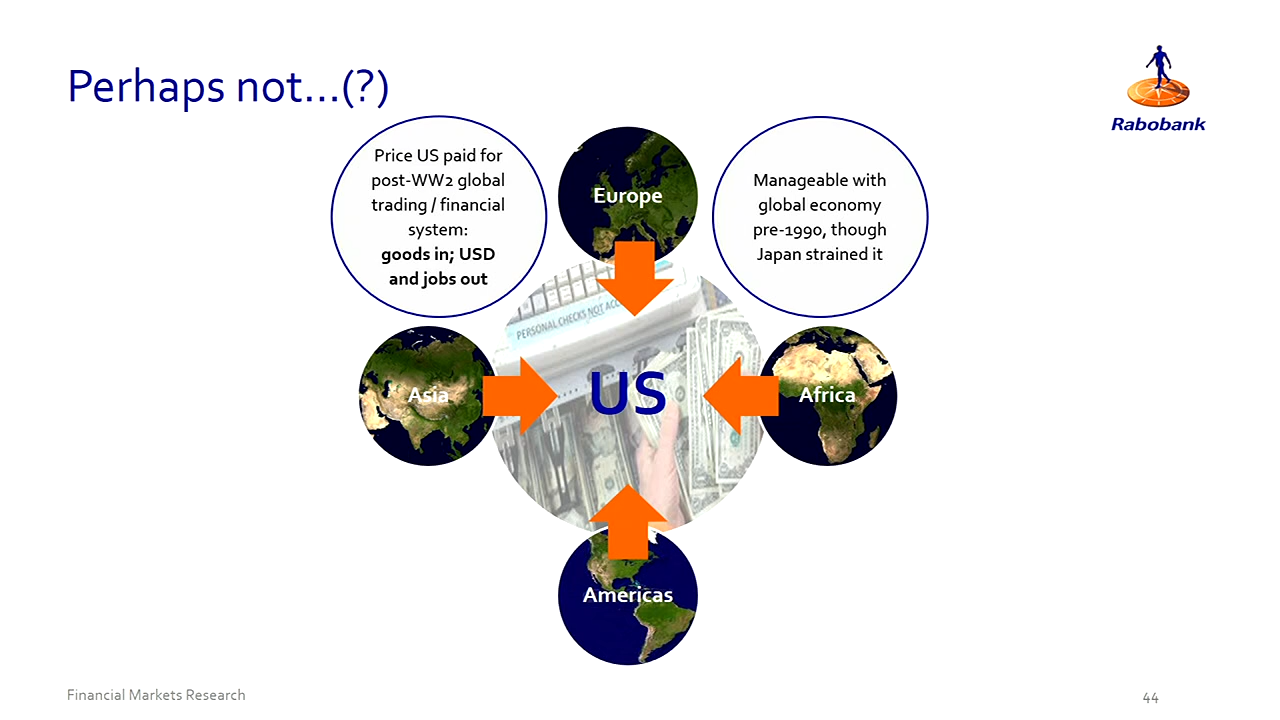 Perhaps not…(?)
Rabobank
Price US paid for
post-WW2 global
trading / financial
system:
goods in; USD
and jobs out
Europe
Manageable with
global economy
pre-1990, though
Japan strained it
PERSONAL CHECKS NOT ACC
Asia
US
Africa
Americas
Financial Markets Research
44